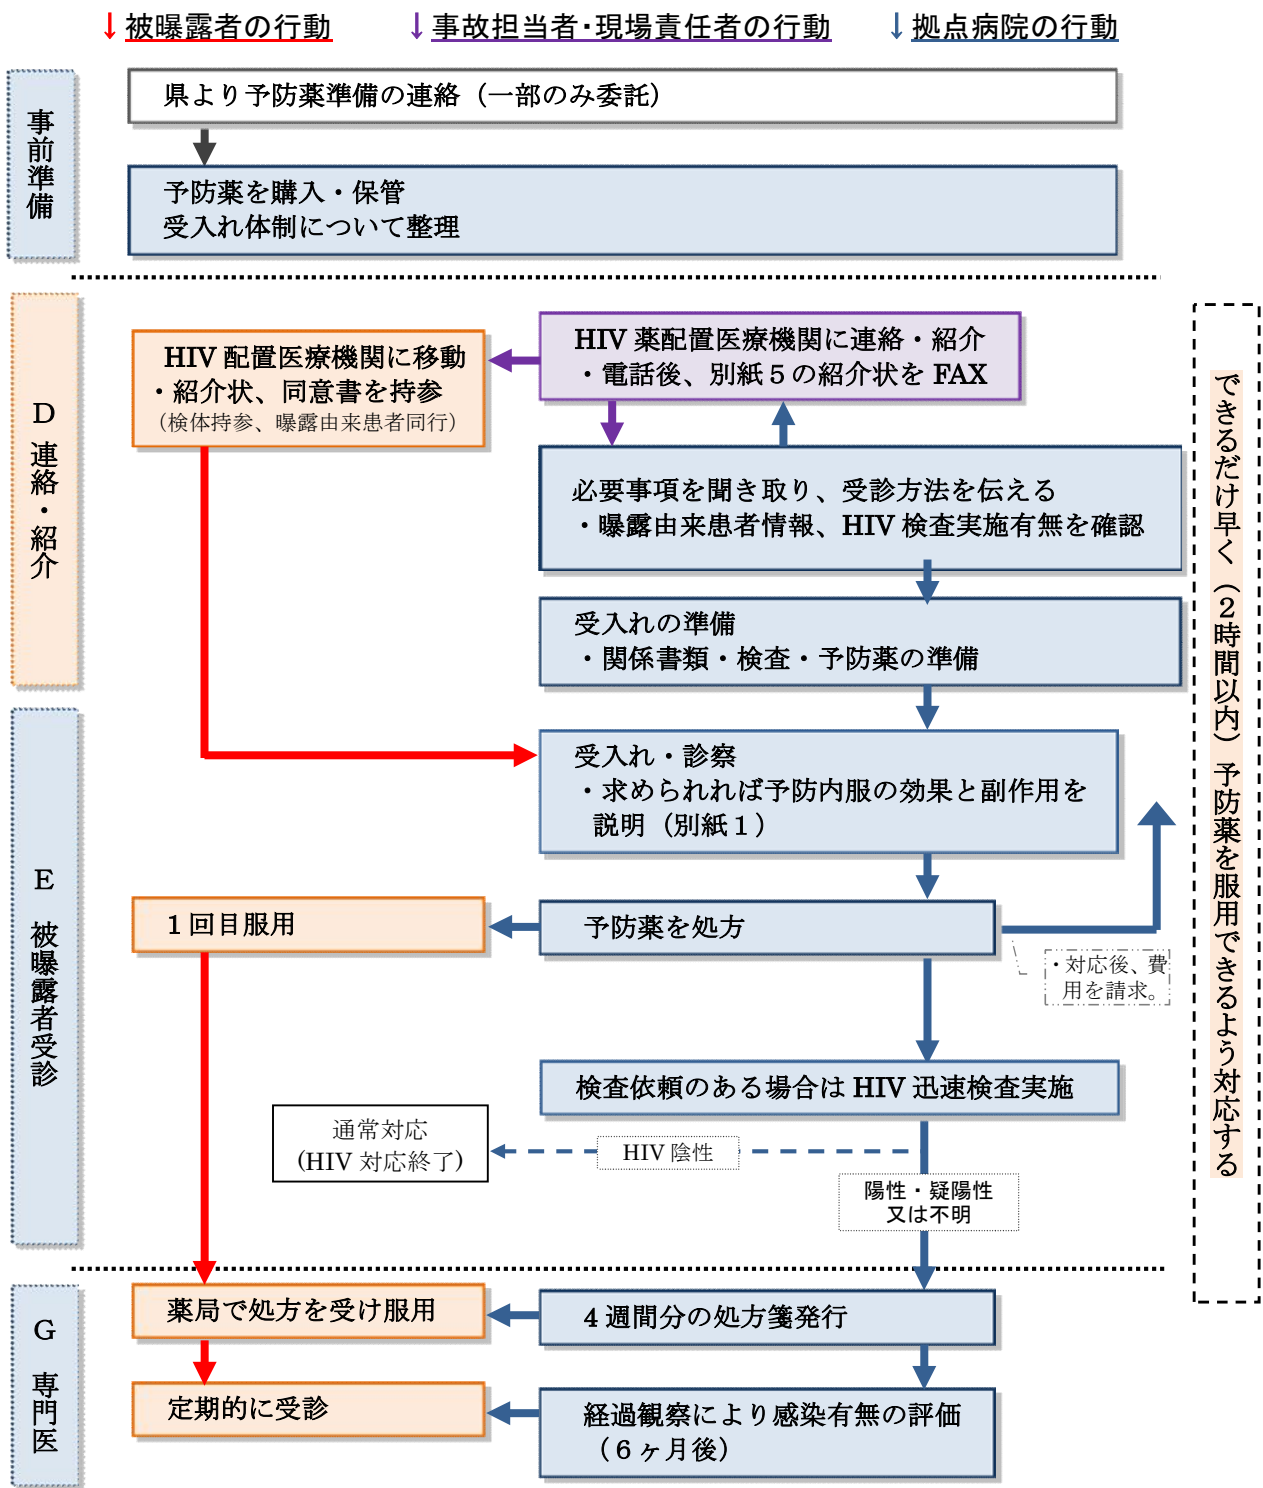 ↓被曝露者の行動
↓事故担当者・現場責任者の行動
↓拠点病院の行動
事前準備
県より予防薬準備の連絡（一部のみ委託）
予防薬を購入・保管
受入れ体制について整理
D 連絡・紹介
HIV 配置医療機関に移動
・紹介状、同意書を持参
（検体持参、曝露由来患者同行）
HIV 薬配置医療機関に連絡・紹介
・電話後、別紙５の紹介状を FAX
必要事項を聞き取り、受診方法を伝える
・曝露由来患者情報、HIV 検査実施有無を確認
受入れの準備
・関係書類・検査・予防薬の準備
できるだけ早く（２時間以内）予防薬を服用できるよう対応する
E 被曝露者受診
受入れ・診察
・求められれば予防内服の効果と副作用を
説明（別紙１）
１回目服用
予防薬を処方
・対応後、費
用を請求。
検査依頼のある場合は HIV 迅速検査実施
通常対応
(HIV 対応終了)
HIV 陰性
陽性・疑陽性
又は不明
G 専門医
薬局で処方を受け服用
４週間分の処方箋発行
定期的に受診
経過観察により感染有無の評価
（６ヶ月後）